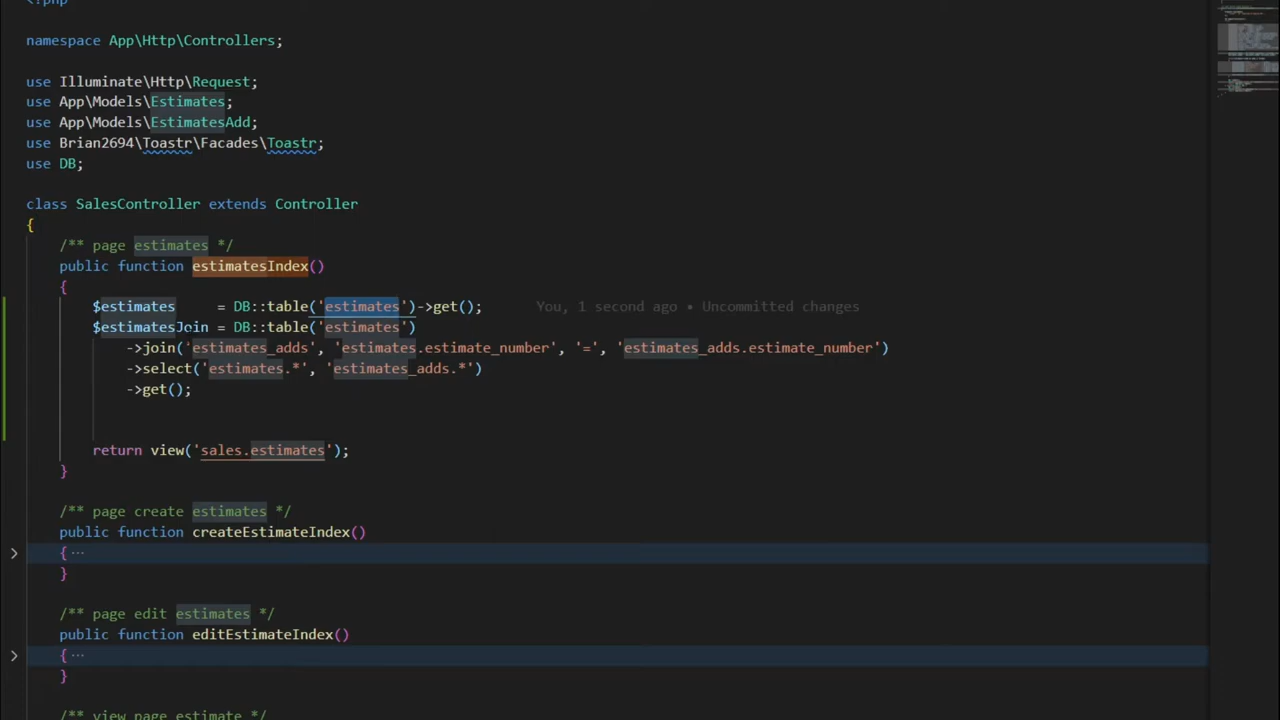 <?php
namespace App\Http\Controllers;
use Illuminate\Http\Request;
use App\Models\Estimates;
use App\Models\EstimatesAdd;
use Brian2694\Toastr\Facades\Toastr;
use DB;
class SalesController extends Controller
{
/** page estimates */
public function estimatesIndex()
{
$estimates     = DB::table('estimates')->get();     You, 1 second ago • Uncommitted changes
$estimatesJoin = DB::table('estimates')
->join('estimates_adds', 'estimates.estimate_number', '=', 'estimates_adds.estimate_number')
->select('estimates.*', 'estimates_adds.*')
->get();
return view('sales.estimates');
}
/** page create estimates */
public function createEstimateIndex()
{ ...
}
/** page edit estimates */
public function editEstimateIndex()
{ ...
}
/** view page estimate */